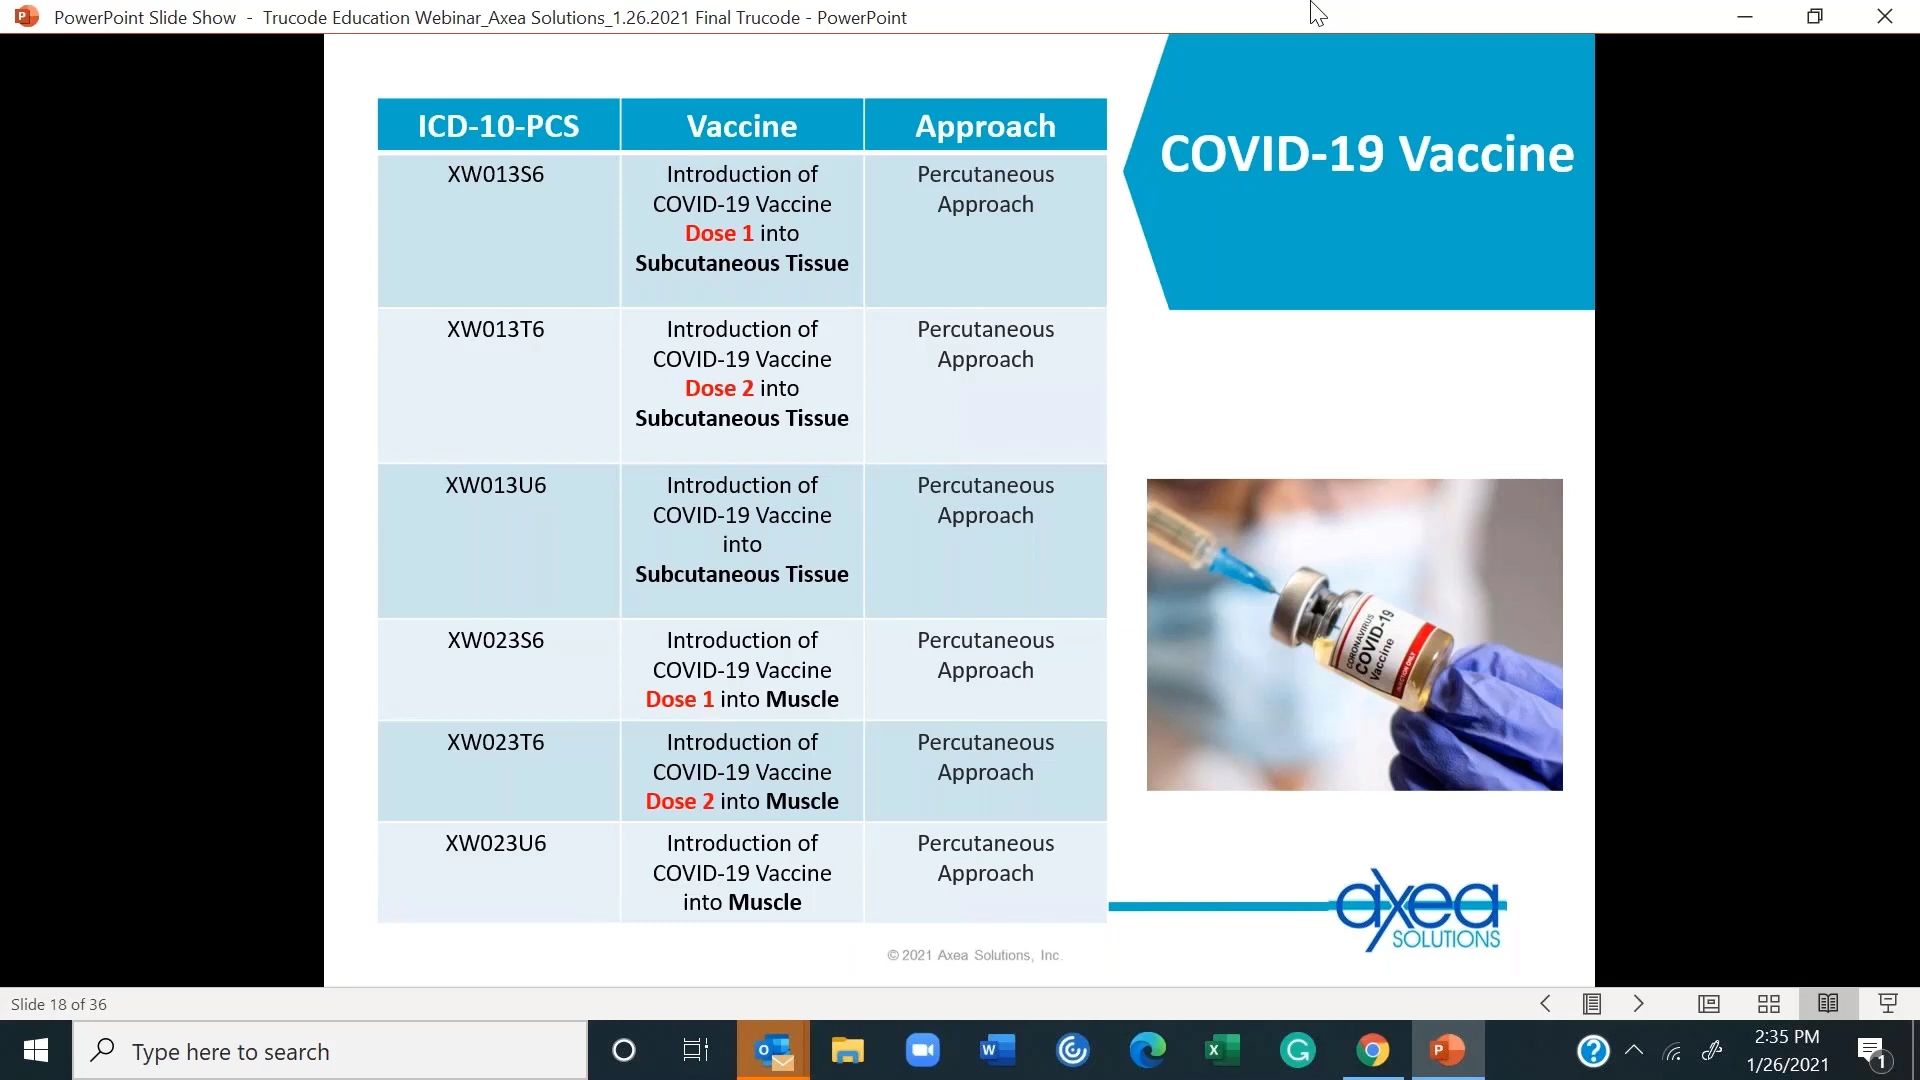 PowerPoint Slide Show - Trucode Education Webinar_Axea Solutions_1.26.2021 Final Trucode - PowerPoint
COVID-19 Vaccine
ICD-10-PCS Vaccine Approach
XW013S6
Introduction of
COVID-19 Vaccine
Dose 1 into
Subcutaneous Tissue
Percutaneous
Approach
XW013T6
Introduction of
COVID-19 Vaccine
Dose 2 into
Subcutaneous Tissue
Percutaneous
Approach
XW013U6
Introduction of
COVID-19 Vaccine
into
Subcutaneous Tissue
Percutaneous
Approach
XW023S6
Introduction of
COVID-19 Vaccine
Dose 1 into Muscle
Percutaneous
Approach
XW023T6
Introduction of
COVID-19 Vaccine
Dose 2 into Muscle
Percutaneous
Approach
XW023U6
Introduction of
COVID-19 Vaccine
into Muscle
Percutaneous
Approach
CORONAVIRUS
COVID-19
Vaccine
INJECTION ONLY
axea
SOLUTIONS
© 2021 Axea Solutions, Inc.
Slide 18 of 36
Type here to search
2:35 PM
1/26/2021
1